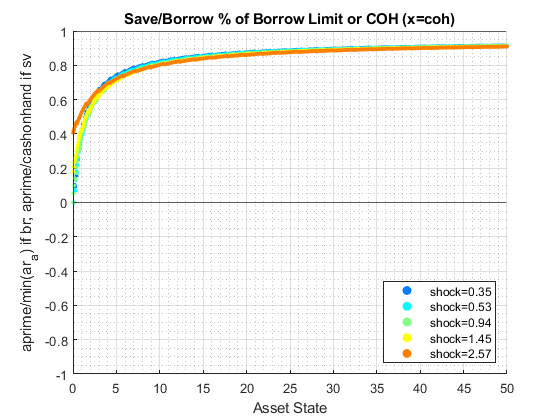 Save/Borrow % of Borrow Limit or COH (x=coh)
aprime/min(ar_a) if br; aprime/cashonhand if sv
1
0.8
0.6
0.4
0.2
0
-0.2
-0.4
-0.6
-0.8
-1
0 5 10 15 20 25 30 35 40 45 50
Asset State
shock=0.35
shock=0.53
shock=0.94
shock=1.45
shock=2.57